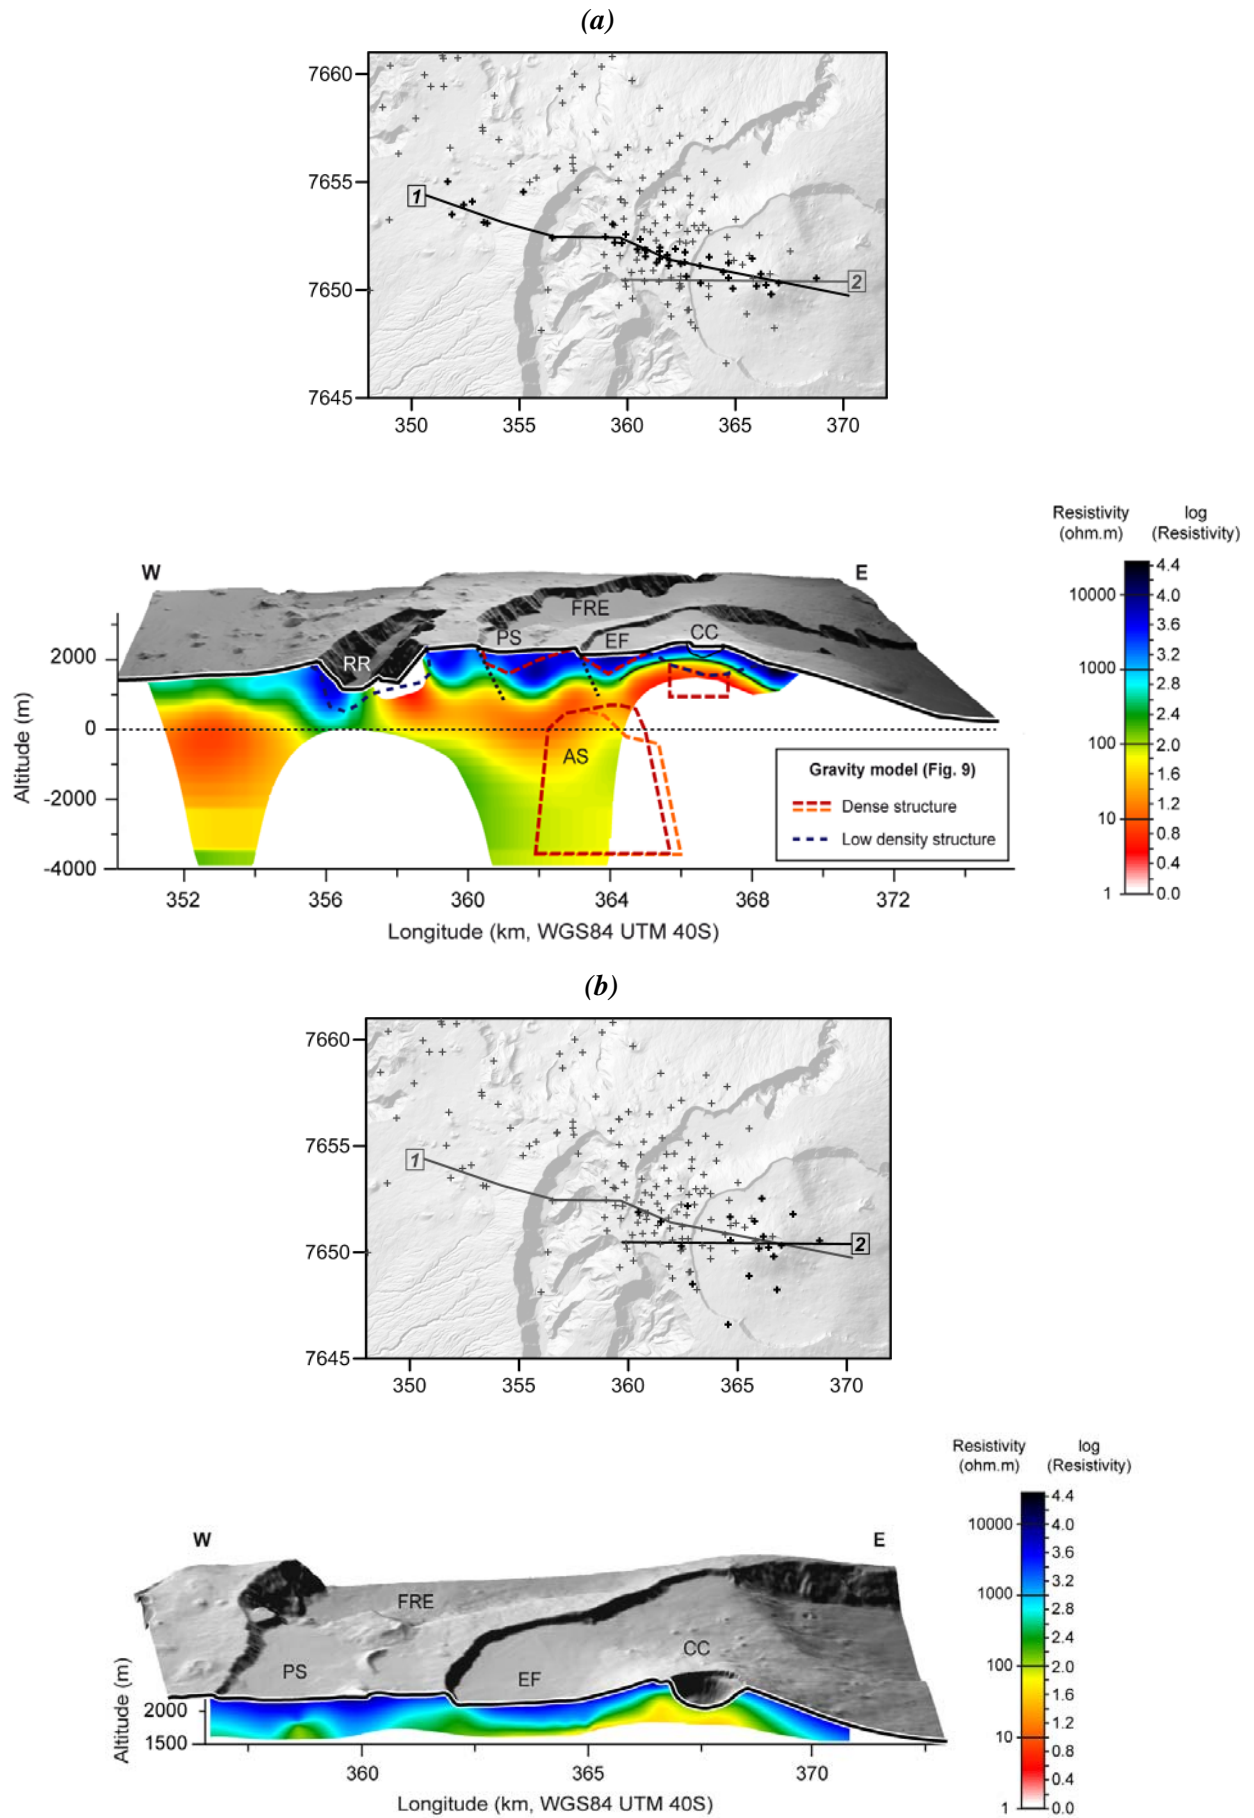 (a)
7660
7655
7650
7645
1
2
350 355 360 365 370
Resistivity (ohm.m)
log (Resistivity)
W
E
FRE
PS
EF
CC
RR
AS
2000
0
-2000
-4000
Altitude (m)
Gravity model (Fig. 9)
Dense structure
Low density structure
352 356 360 364 368 372
Longitude (km, WGS84 UTM 40S)
10000
1000
100
10
1
4.4
4.0
3.6
3.2
2.8
2.4
2.0
1.6
1.2
0.8
0.4
0.0
(b)
7660
7655
7650
7645
1
2
350 355 360 365 370
Resistivity (ohm.m)
log (Resistivity)
W
E
FRE
PS
EF
CC
2000
1500
Altitude (m)
360 365 370
Longitude (km, WGS84 UTM 40S)
10000
1000
100
10
1
4.4
4.0
3.6
3.2
2.8
2.4
2.0
1.6
1.2
0.8
0.4
0.0